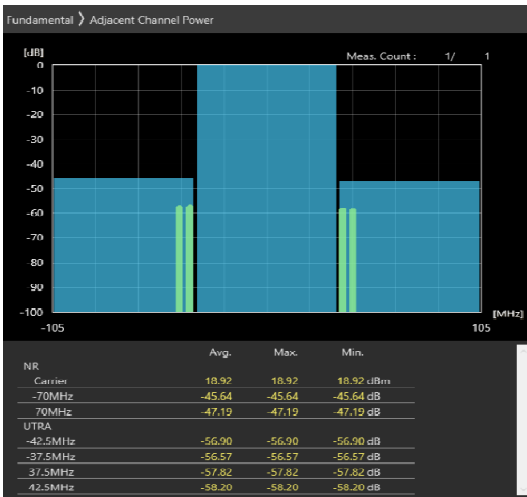 Fundamental ❯ Adjacent Channel Power
[dB]
Meas. Count : 1/ 1
0
-10
-20
-30
-40
-50
-60
-70
-80
-90
-100
[MHz]
-105 105
Avg. Max. Min.
NR
Carrier 18.92 18.92 18.92 dBm
-70MHz -45.64 -45.64 -45.64 dB
70MHz -47.19 -47.19 -47.19 dB
UTRA
-42.5MHz -56.90 -56.90 -56.90 dB
-37.5MHz -56.57 -56.57 -56.57 dB
37.5MHz -57.82 -57.82 -57.82 dB
42.5MHz -58.20 -58.20 -58.20 dB